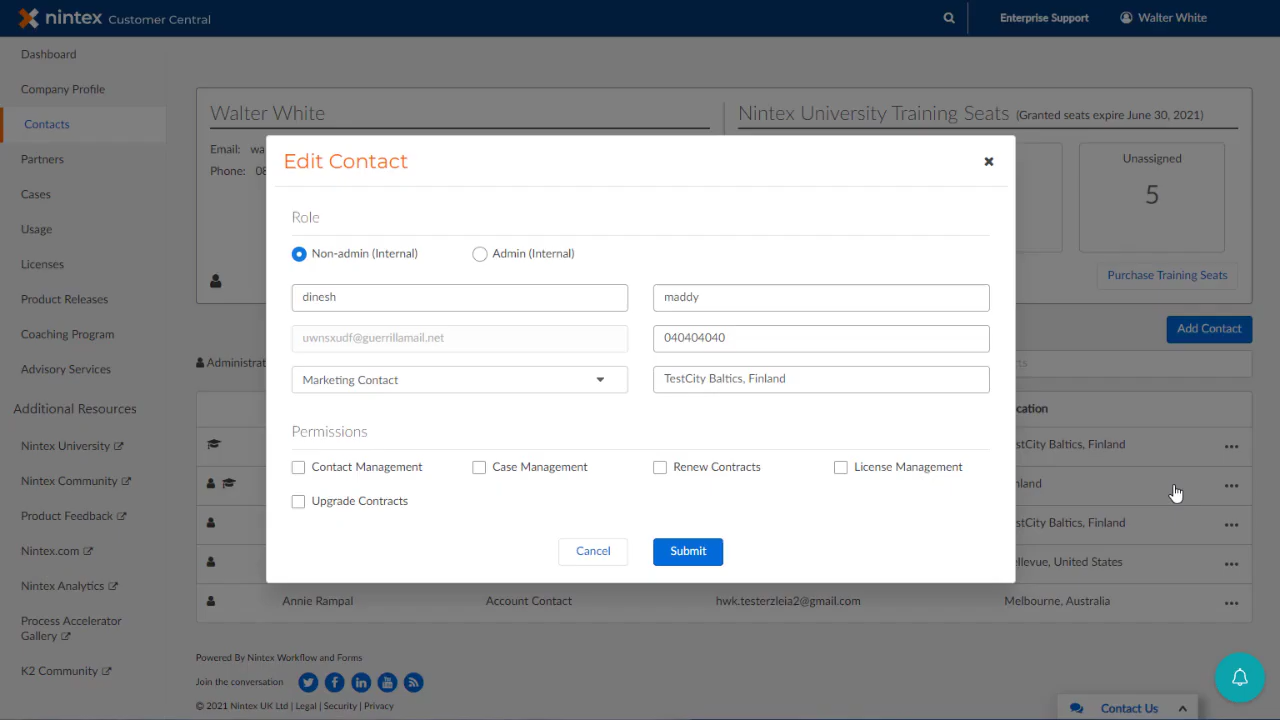 nintex Customer Central
Enterprise Support
Walter White
Dashboard
Company Profile
Contacts
Partners
Cases
Usage
Licenses
Product Releases
Coaching Program
Advisory Services
Additional Resources
Nintex University
Nintex Community
Product Feedback
Nintex.com
Nintex Analytics
Process Accelerator
Gallery
K2 Community
Walter White
Email: wa
Phone: 08
Nintex University Training Seats (Granted seats expire June 30, 2021)
Unassigned
5
Purchase Training Seats
Add Contact
Administrat
Edit Contact
Role
Non-admin (Internal)
Admin (Internal)
dinesh
maddy
uwnsxudf@guerrillamail.net
040404040
Marketing Contact
TestCity Baltics, Finland
Permissions
Contact Management
Case Management
Renew Contracts
License Management
Upgrade Contracts
Cancel
Submit
cation
stCity Baltics, Finland
nland
stCity Baltics, Finland
llevue, United States
Annie Rampal
Account Contact
hwk.testerzleia2@gmail.com
Melbourne, Australia
Powered By Nintex Workflow and Forms
Join the conversation
© 2021 Nintex UK Ltd | Legal | Security | Privacy
Contact Us